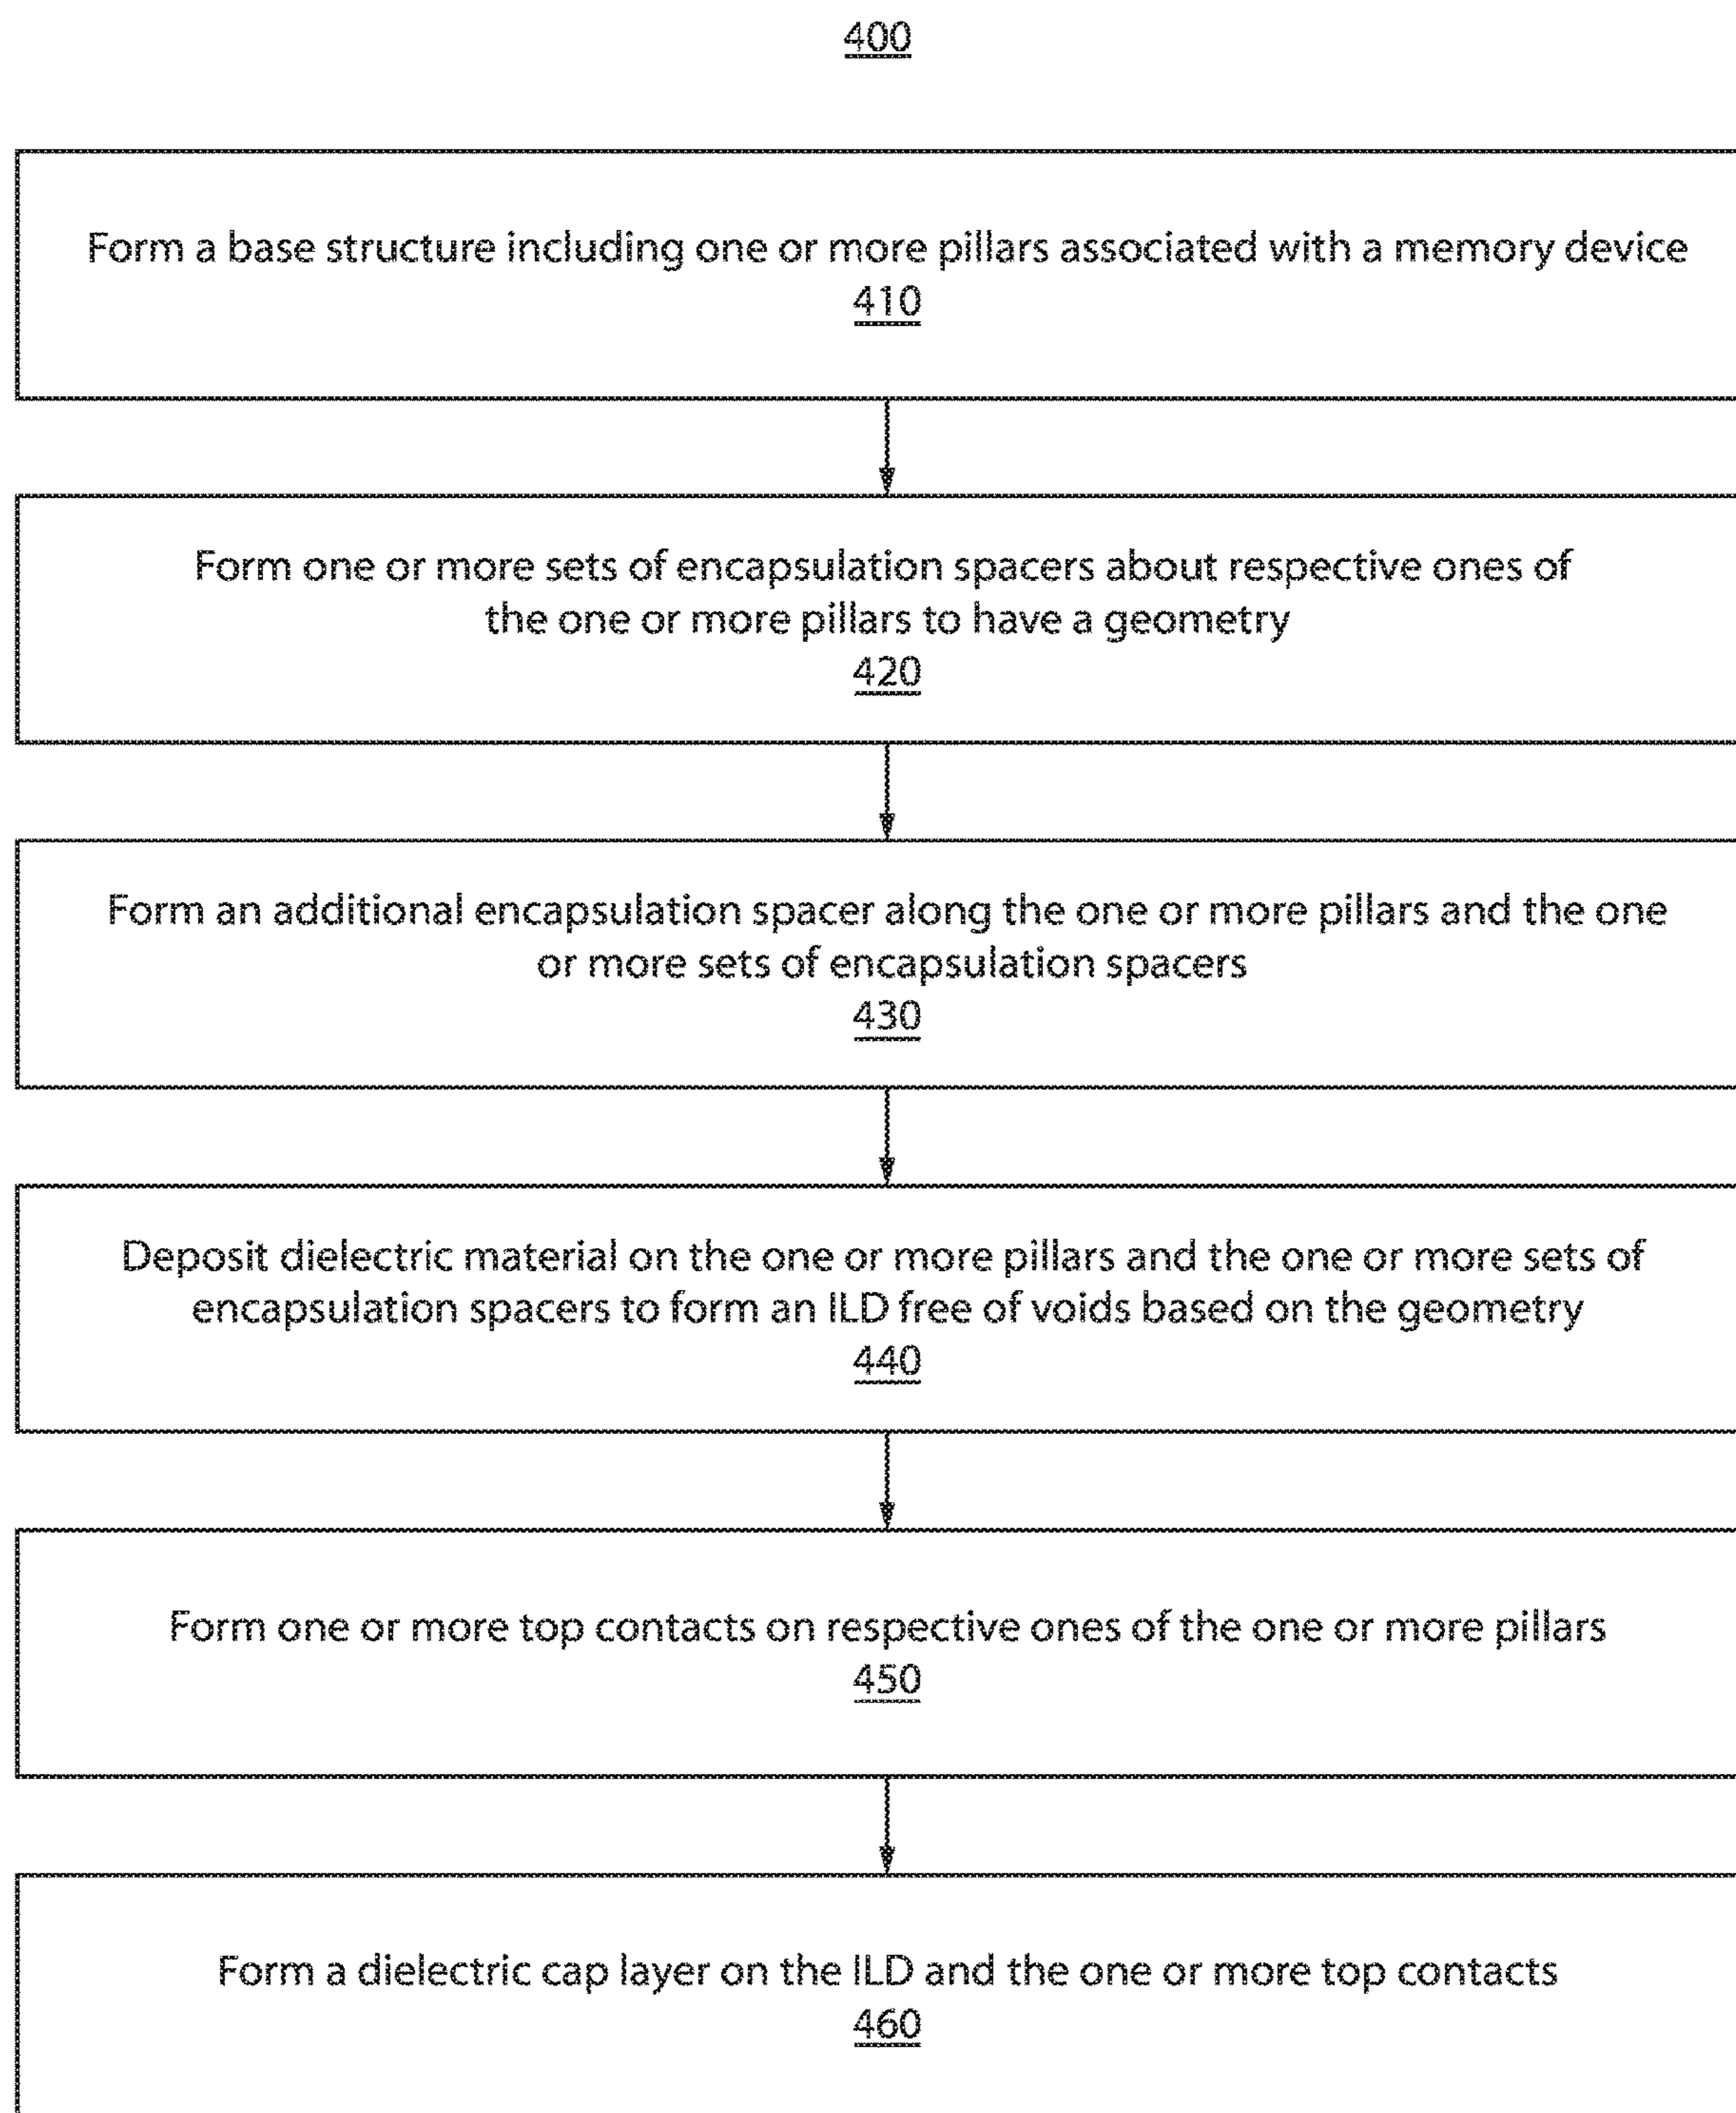 400
Form a base structure including one or more pillars associated with a memory device
410
Form one or more sets of encapsulation spacers about respective ones of
the one or more pillars to have a geometry
420
Form an additional encapsulation spacer along the one or more pillars and the one
or more sets of encapsulation spacers
430
Deposit dielectric material on the one or more pillars and the one or more sets of
encapsulation spacers to form an ILD free of voids based on the geometry
440
Form one or more top contacts on respective ones of the one or more pillars
450
Form a dielectric cap layer on the ILD and the one or more top contacts
460